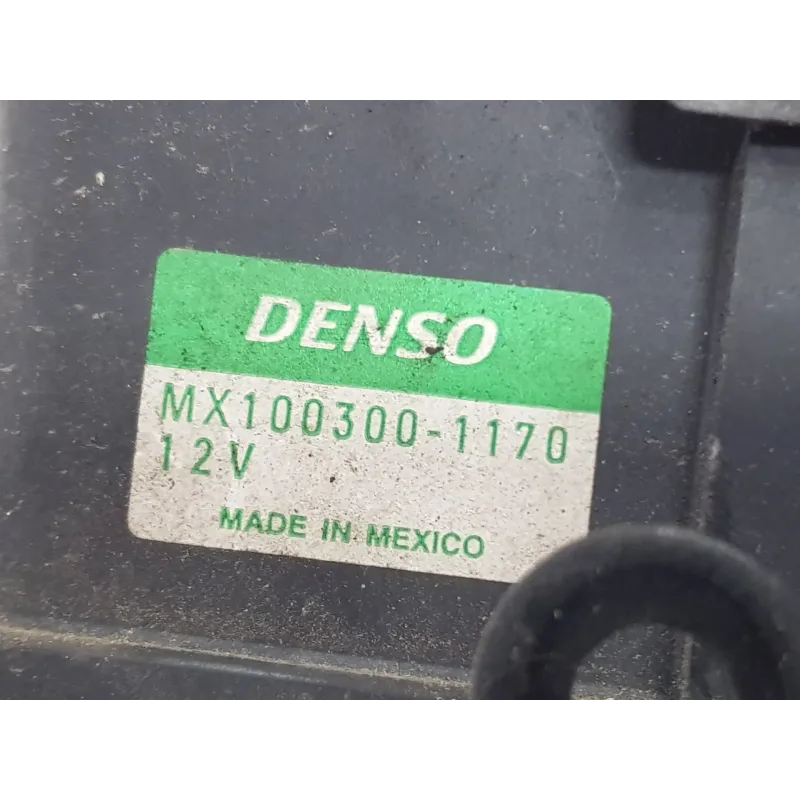 DENSO
MX100300-1170
12V
MADE IN MEXICO